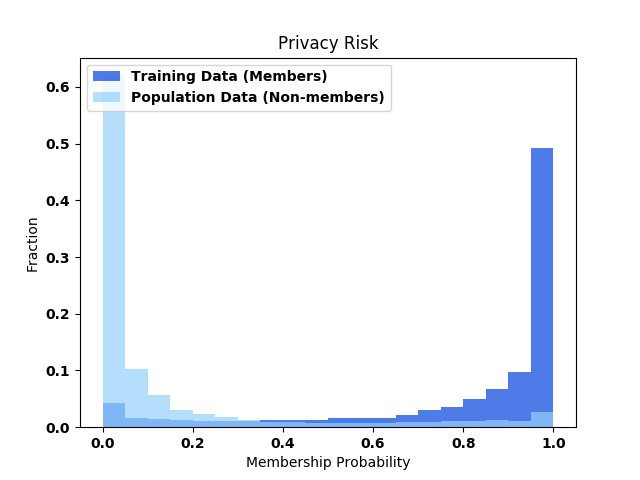 Privacy Risk
Training Data (Members)
Population Data (Non-members)
0.6
0.5
0.4
0.3
0.2
0.1
0.0
Fraction
0.0 0.2 0.4 0.6 0.8 1.0
Membership Probability